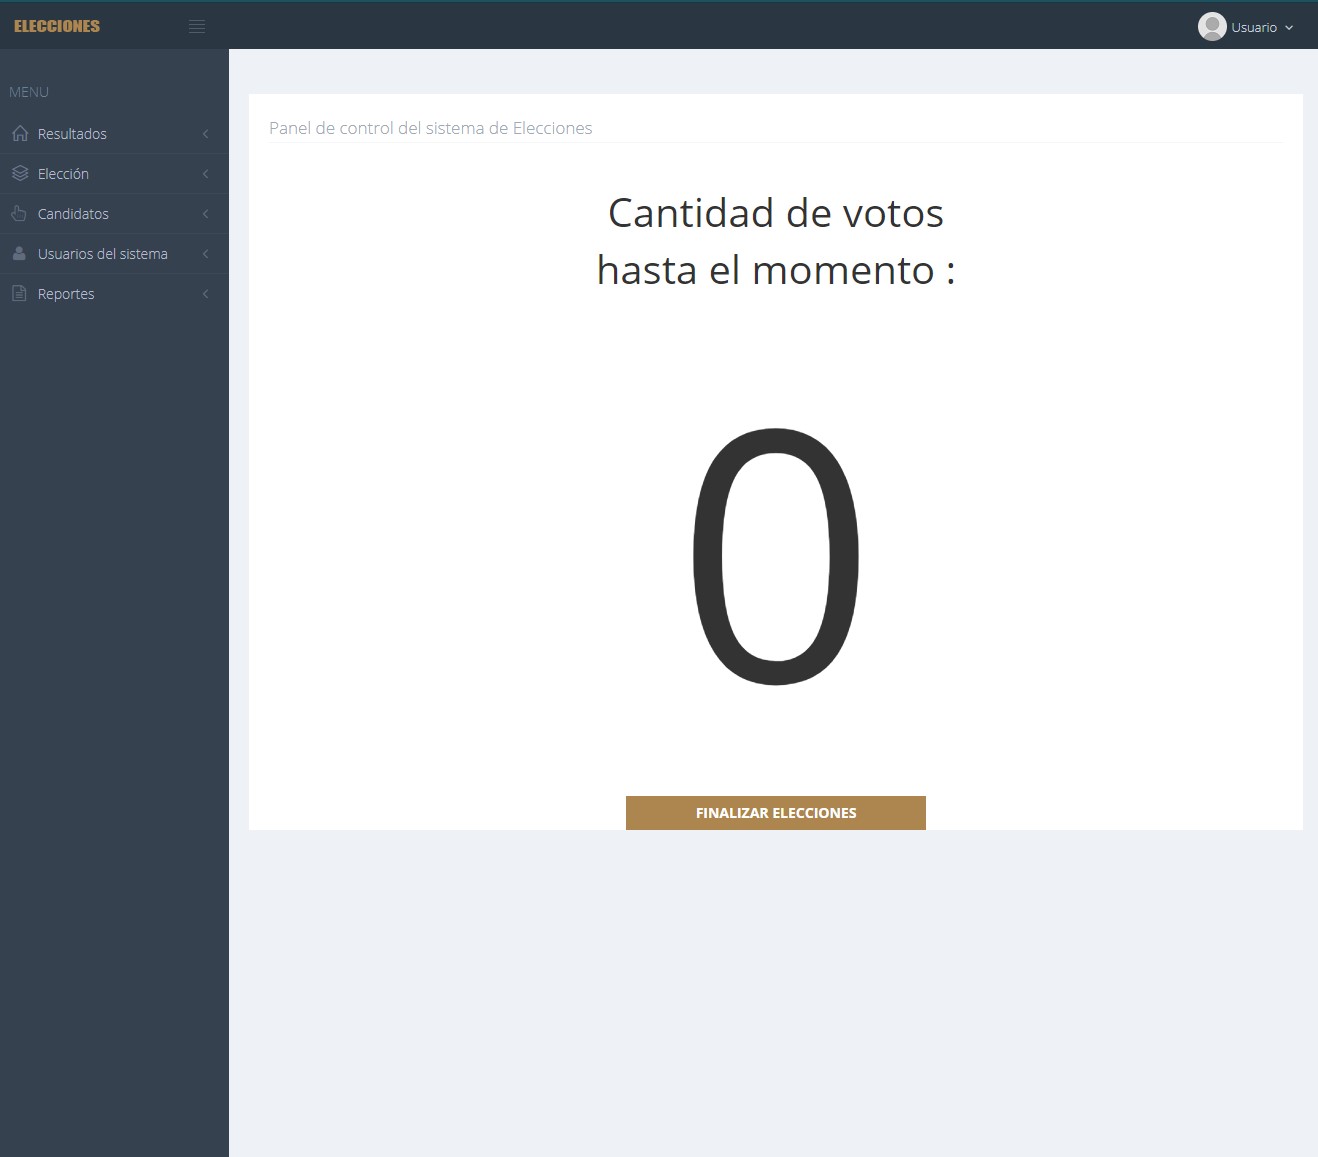 ELECCIONES
Usuario
MENU
Resultados
Elección
Candidatos
Usuarios del sistema
Reportes
Panel de control del sistema de Elecciones
Cantidad de votos
hasta el momento :
0
FINALIZAR ELECCIONES